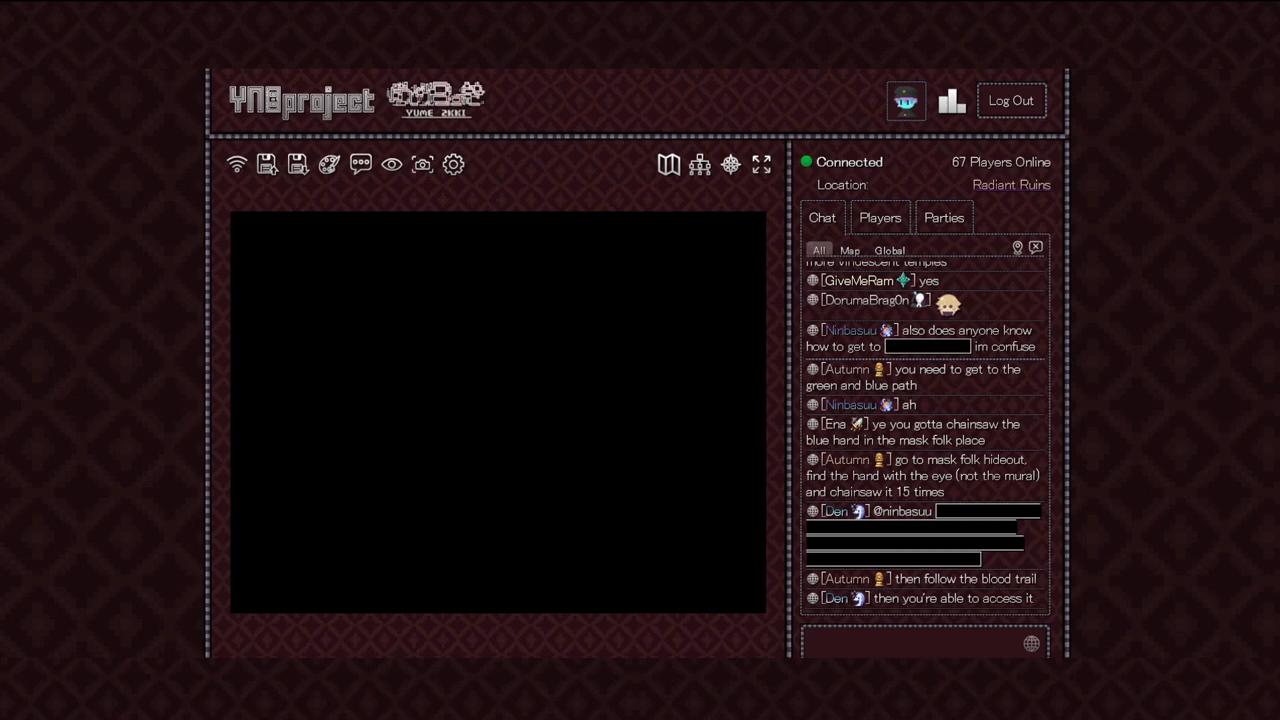 YNOproject
YUME 2KKI
Log Out
Connected
67 Players Online
Location:
Radiant Ruins
Chat
Players
Parties
All
Map
Global
more viridescent temples
[GiveMeRam ] yes
[DorumaBrag0n ]
[Ninbasuu ] also does anyone know
how to get to im confuse
[Autumn ] you need to get to the
green and blue path
[Ninbasuu ] ah
[Ena ] ye you gotta chainsaw the
blue hand in the mask folk place
[Autumn ] go to mask folk hideout,
find the hand with the eye (not the mural)
and chainsaw it 15 times
[Den ] @ninbasuu
[Autumn ] then follow the blood trail
[Den ] then you're able to access it